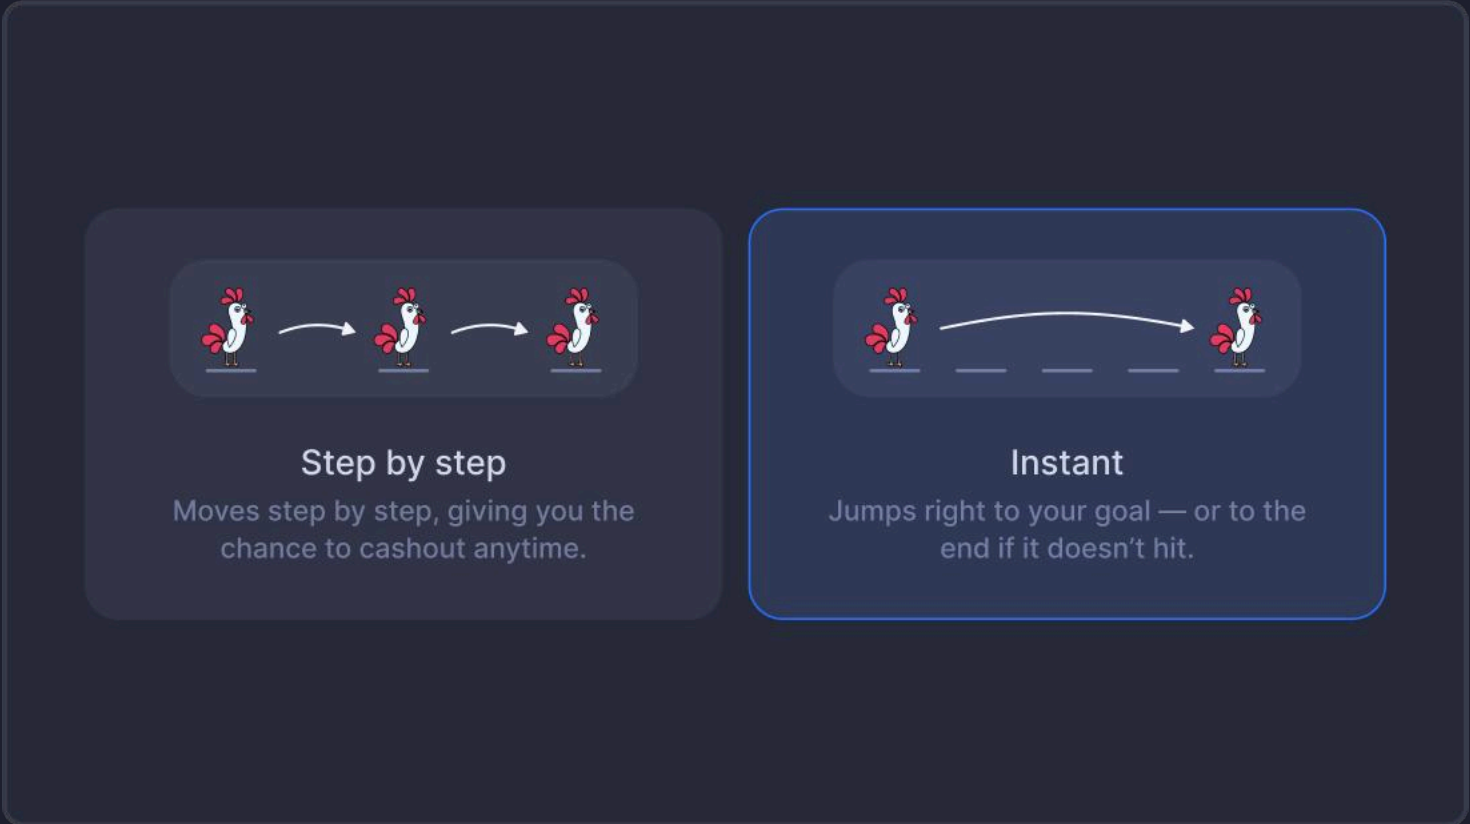 Step by step
Moves step by step, giving you the
chance to cashout anytime.
Instant
Jumps right to your goal — or to the
end if it doesn’t hit.